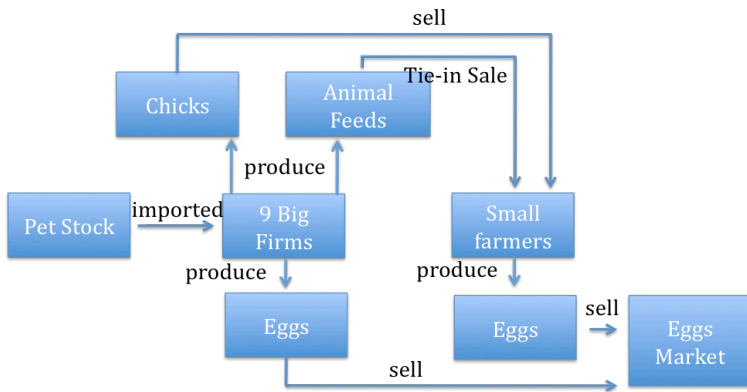 sell
Tie-in Sale
Chicks
Animal
Feeds
produce
Pet Stock
imported
9 Big
Firms
Small
farmers
produce
produce
Eggs
Eggs
sell
Eggs
Market
sell